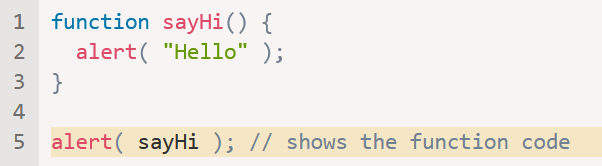 1 function sayHi() {
2   alert( "Hello" );
3 }
4
5 alert( sayHi ); // shows the function code